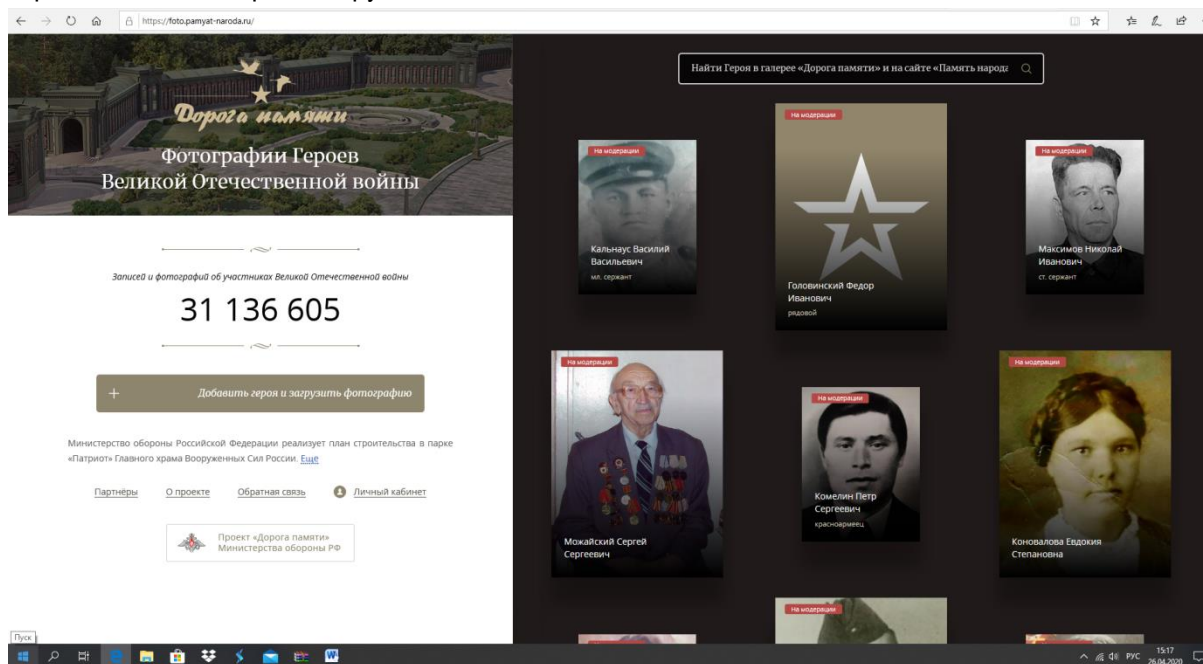 https://foto.pamyat-naroda.ru/
Дорога памяти
Фотографии Героев
Великой Отечественной войны
Записей и фотографий об участниках Великой Отечественной войны
31 136 605
+ Добавить героя и загрузить фотографию
Министерство обороны Российской Федерации реализует план строительства в парке
«Патриот» Главного храма Вооруженных Сил России. Ещё
Партнёры О проекте Обратная связь Личный кабинет
Проект «Дорога памяти»
Министерства обороны РФ
Найти Героя в галерее «Дорога памяти» и на сайте «Память народа
На модерации
Кальнаус Василий
Васильевич
мл. сержант
На модерации
Головинский Федор
Иванович
рядовой
На модерации
Максимов Николай
Иванович
ст. сержант
На модерации
Можайский Сергей
Сергеевич
На модерации
Комелин Петр
Сергеевич
красноармеец
На модерации
Коновалова Евдокия
Степановна
На модерации
Пуск
РУС
15:17
26.04.2020